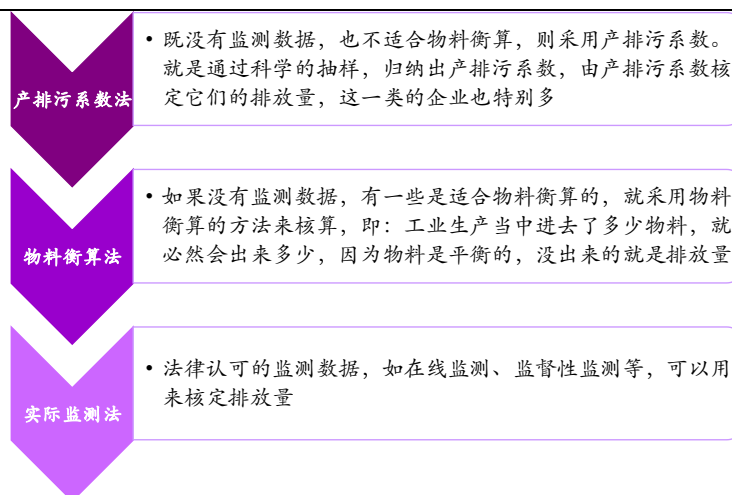 产排污系数法
• 既没有监测数据，也不适合物料衡算，则采用产排污系数。
就是通过科学的抽样，归纳出产排污系数，由产排污系数核
定它们的排放量，这一类的企业也特别多
物料衡算法
• 如果没有监测数据，有一些是适合物料衡算的，就采用物料
衡算的方法来核算，即：工业生产当中进去了多少物料，就
必然会出来多少，因为物料是平衡的，没出来的就是排放量
实际监测法
• 法律认可的监测数据，如在线监测、监督性监测等，可以用
来核定排放量